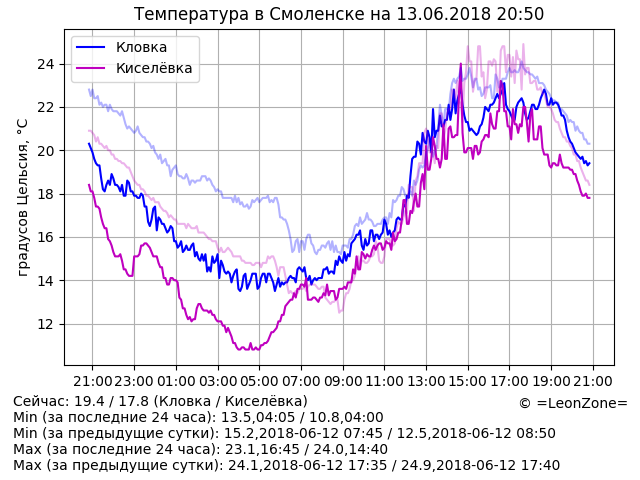 Температура в Смоленске на 13.06.2018 20:50
Кловка
Киселёвка
градусов Цельсия, °C
24
22
20
18
16
14
12
21:00 23:00 01:00 03:00 05:00 07:00 09:00 11:00 13:00 15:00 17:00 19:00 21:00
Сейчас: 19.4 / 17.8 (Кловка / Киселёвка)
© =LeonZone=
Min (за последние 24 часа): 13.5,04:05 / 10.8,04:00
Min (за предыдущие сутки): 15.2,2018-06-12 07:45 / 12.5,2018-06-12 08:50
Max (за последние 24 часа): 23.1,16:45 / 24.0,14:40
Max (за предыдущие сутки): 24.1,2018-06-12 17:35 / 24.9,2018-06-12 17:40